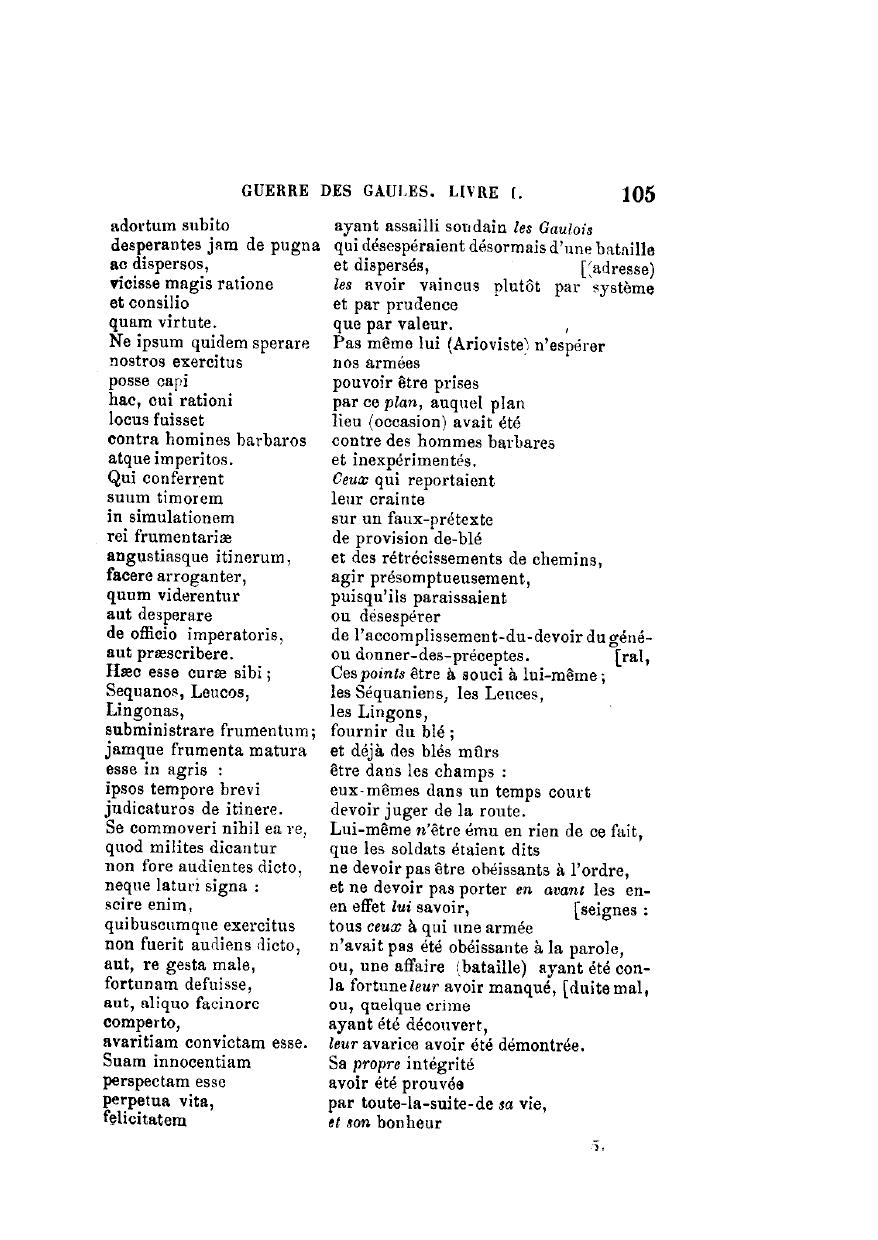 GUERRE DES GAULES. LIVRE I. 105
adortum subito ayant assailli soudain les Gaulois
desperantes jam de pugna qui désespéraient désormais d'une bataille
ac dispersos, et dispersés, [(adresse)
vicisse magis ratione les avoir vaincus plutôt par système
et consilio et par prudence
quam virtute. que par valeur.
Ne ipsum quidem sperare Pas même lui (Arioviste) n'espérer
nostros exercitus nos armées
posse capi pouvoir être prises
hac, cui rationi par ce plan, auquel plan
locus fuisset lieu (occasion) avait été
contra homines barbaros contre des hommes barbares
atque imperitos. et inexpérimentés.
Qui conferrent Ceux qui reportaient
suum timorem leur crainte
in simulationem sur un faux-prétexte
rei frumentariæ de provision de-blé
angustiasque itinerum, et des rétrécissements de chemins,
facere arroganter, agir présomptueusement,
quum viderentur puisqu'ils paraissaient
aut desperare ou désespérer
de officio imperatoris, de l'accomplissement-du-devoir du géné-
aut præscribere. ou donner-des-préceptes. [ral,
Hæc esse curæ sibi; Ces points être à souci à lui-même;
Sequanos, Leucos, les Séquaniens, les Leuces,
Lingonas, les Lingons,
subministrare frumentum; fournir du blé;
jamque frumenta matura et déjà des blés mûrs
esse in agris : être dans les champs :
ipsos tempore brevi eux-mêmes dans un temps court
judicaturos de itinere. devoir juger de la route.
Se commoveri nihil ea re, Lui-même n'être ému en rien de ce fait,
quod milites dicantur que les soldats étaient dits
non fore audientes dicto, ne devoir pas être obéissants à l'ordre,
neque laturi signa : et ne devoir pas porter en avant les en-
scire enim, en effet lui savoir, [seignes :
quibuscumque exercitus tous ceux à qui une armée
non fuerit audiens dicto, n'avait pas été obéissante à la parole,
aut, re gesta male, ou, une affaire (bataille) ayant été con-
fortunam defuisse, la fortune leur avoir manqué, [duite mal,
aut, aliquo facinore ou, quelque crime
comperto, ayant été découvert,
avaritiam convictam esse. leur avarice avoir été démontrée.
Suam innocentiam Sa propre intégrité
perspectam esse avoir été prouvée
perpetua vita, par toute-la-suite-de sa vie,
felicitatem et son bonheur
5.